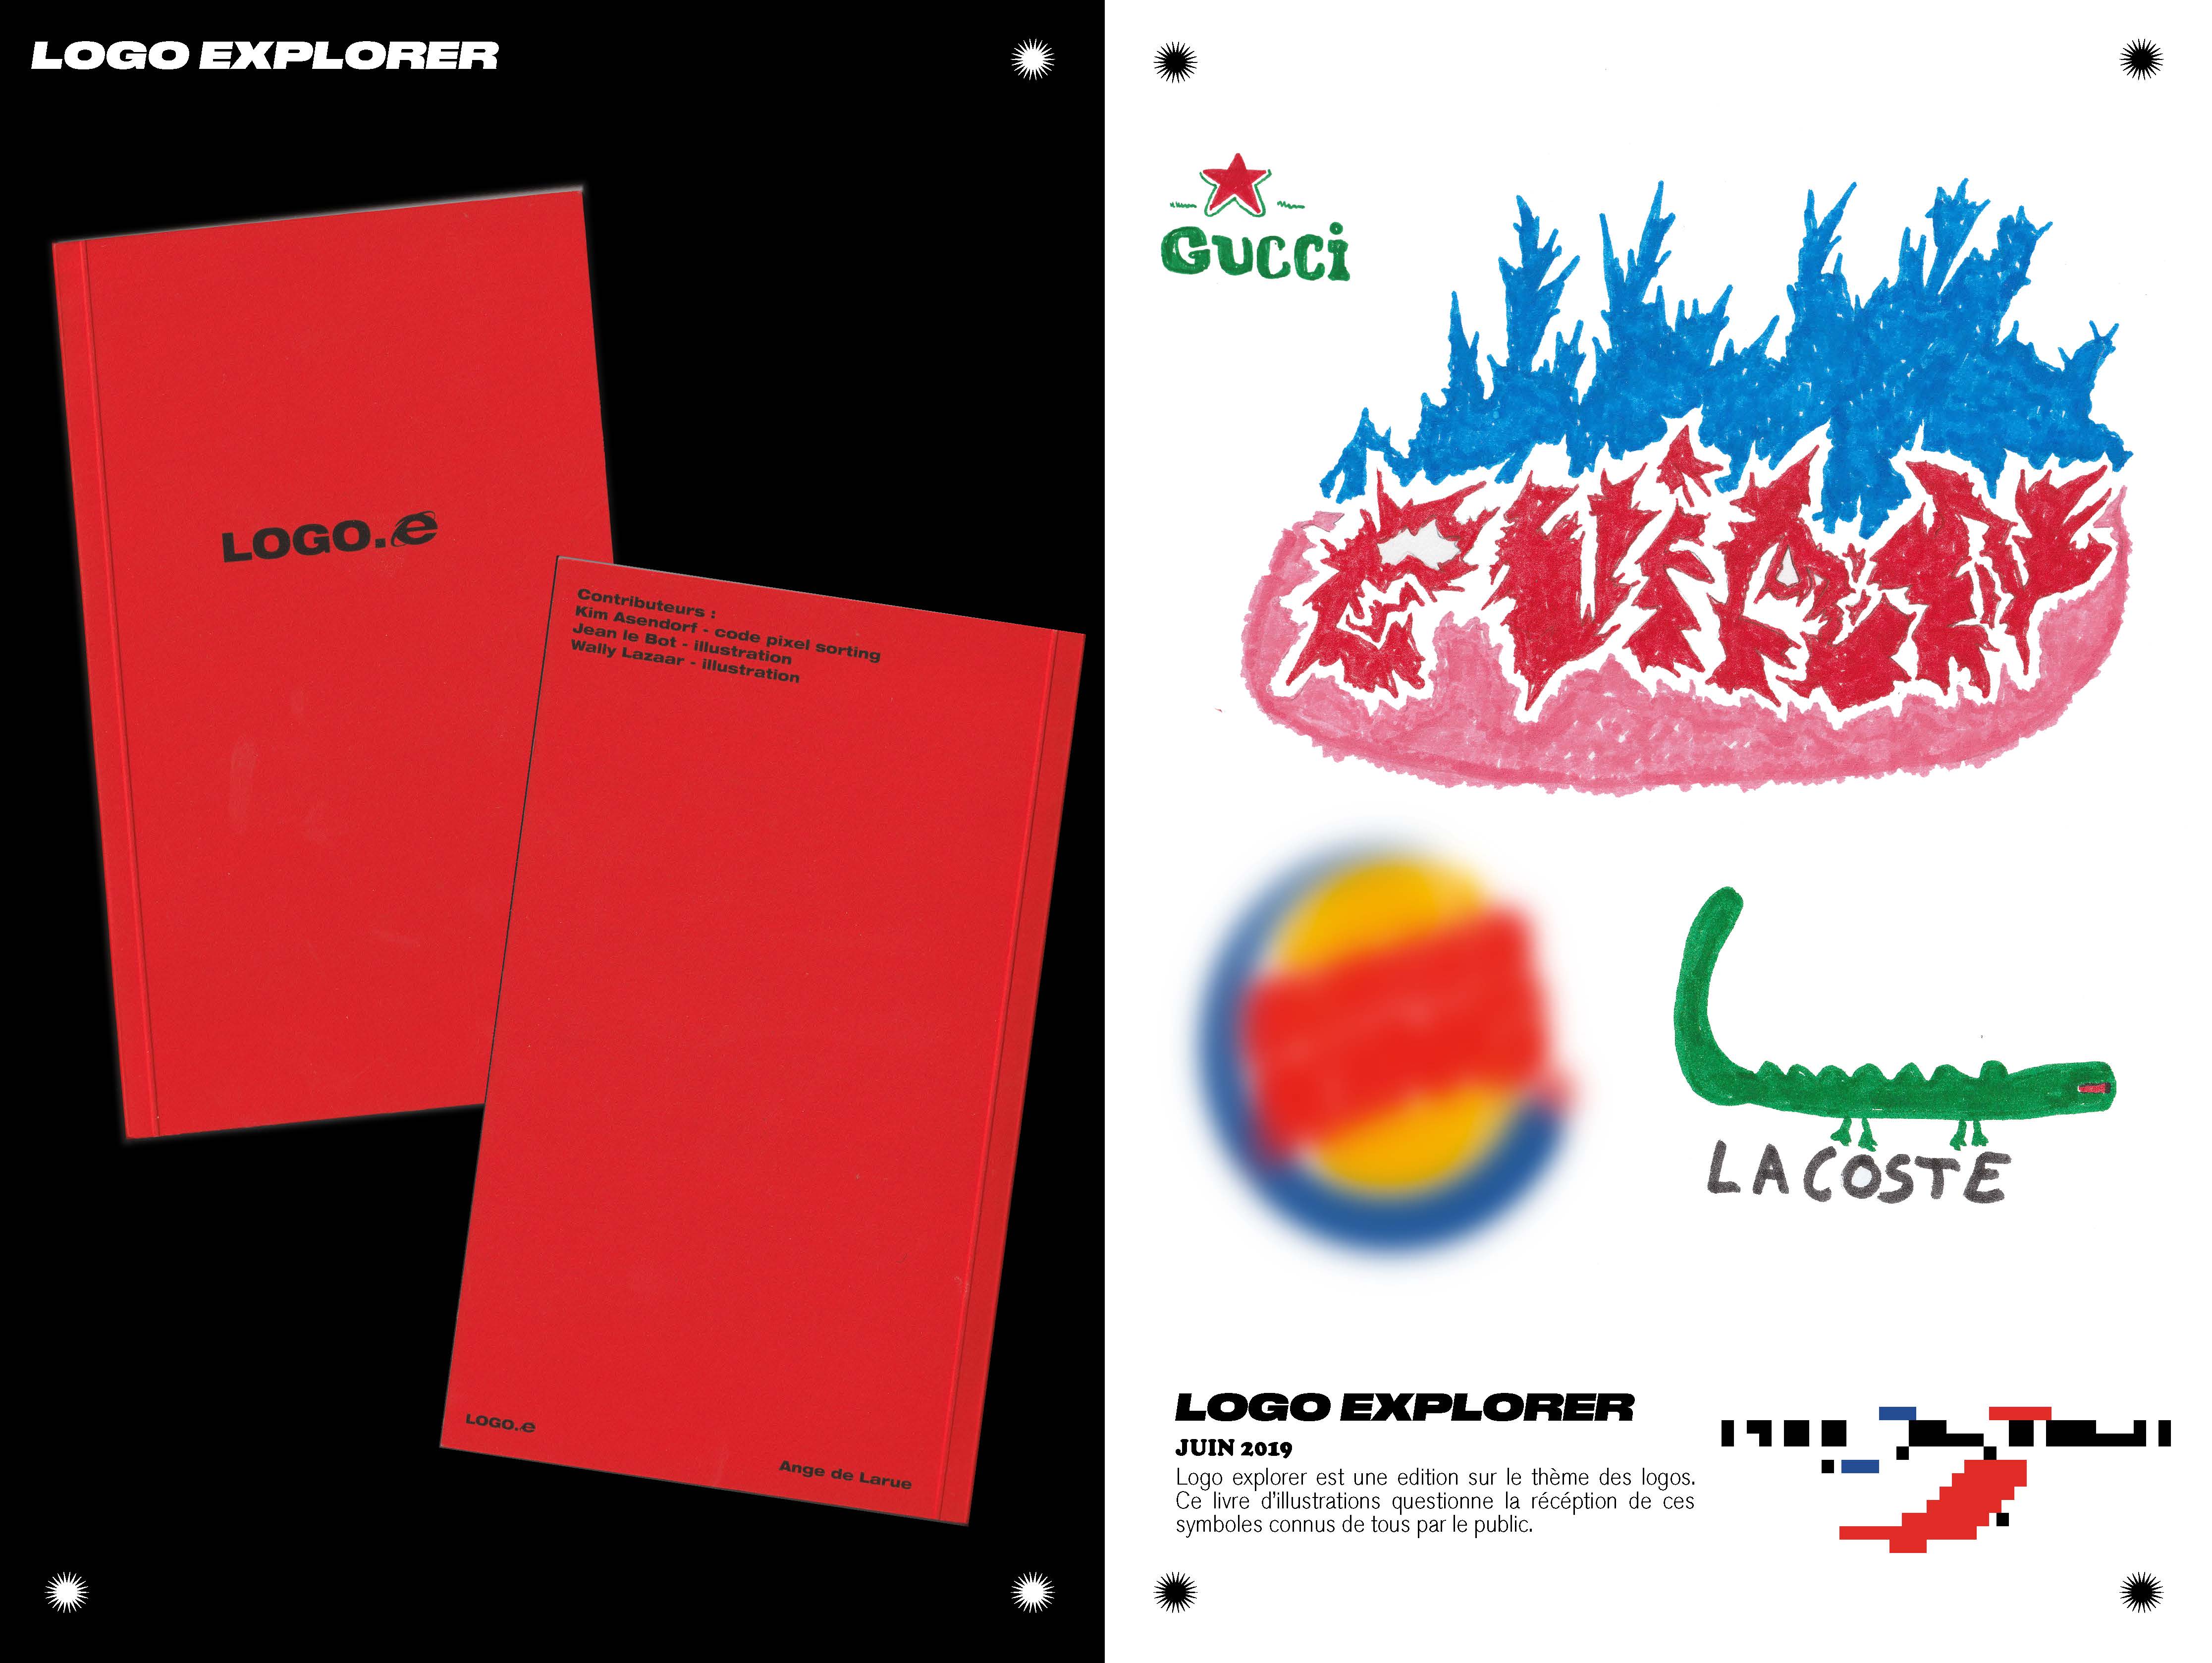 LOGO EXPLORER
LOGO.e
Contributeurs :
Kim Asendorf - code pixel sorting
Jean le Bot - illustration
Wally Lazaar - illustration
LOGO.e
Ange de Larue
GUCCi
LACOSTE
LOGO EXPLORER
JUIN 2019
Logo explorer est une edition sur le thème des logos.
Ce livre d'illustrations questionne la récéption de ces
symboles connus de tous par le public.